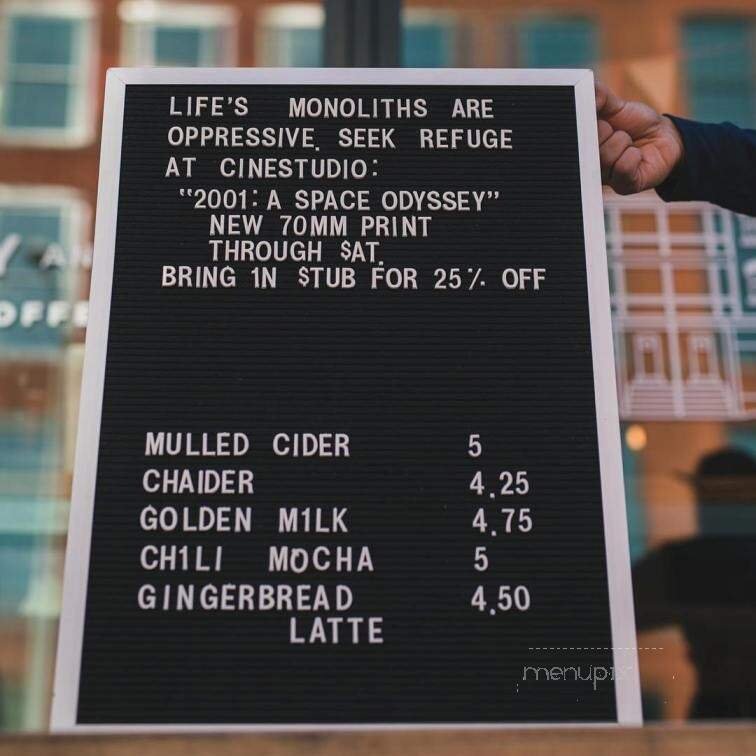 LIFE'S MONOLITHS ARE
OPPRESSIVE. SEEK REFUGE
AT CINESTUDIO:
"2001: A SPACE ODYSSEY"
NEW 70MM PRINT
THROUGH $AT.
BRING 1N $TUB FOR 25% OFF
MULLED CIDER 5
CHAIDER 4.25
GOLDEN M1LK 4.75
CH1LI MOCHA 5
GINGERBREAD 4.50
LATTE
menupix